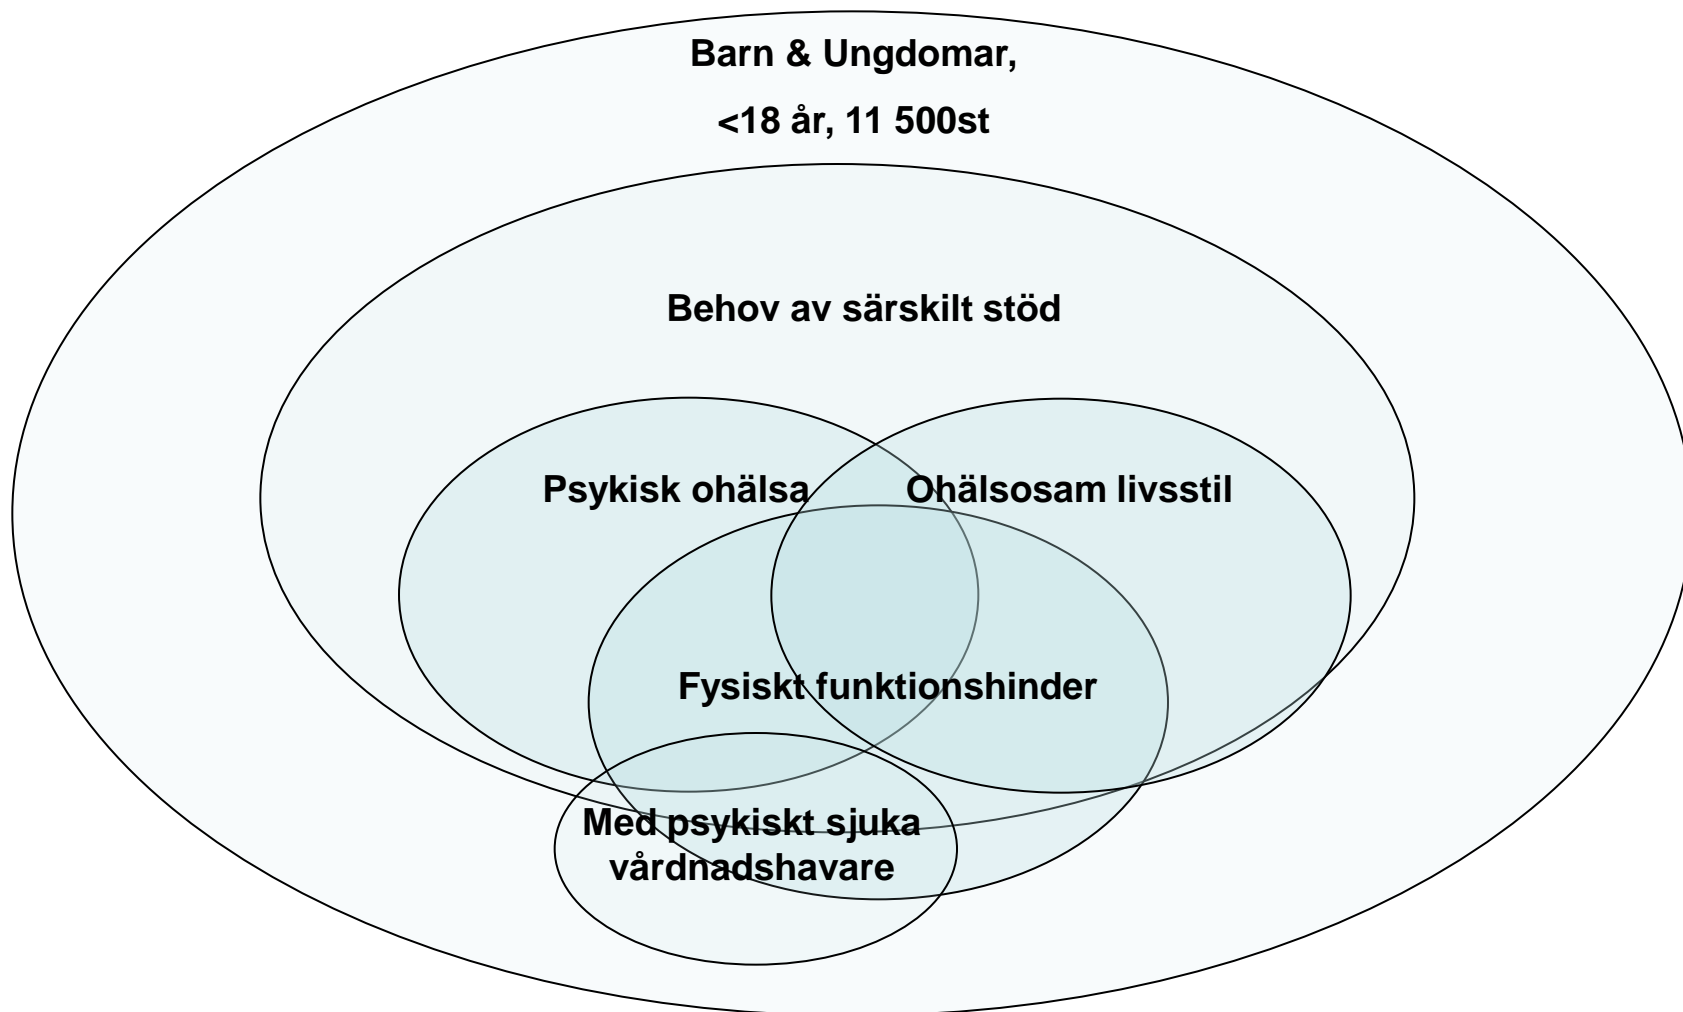 Barn & Ungdomar,
<18 år, 11 500st
Behov av särskilt stöd
Psykisk ohälsa
Ohälsosam livsstil
Fysiskt funktionshinder
Med psykiskt sjuka
vårdnadshavare